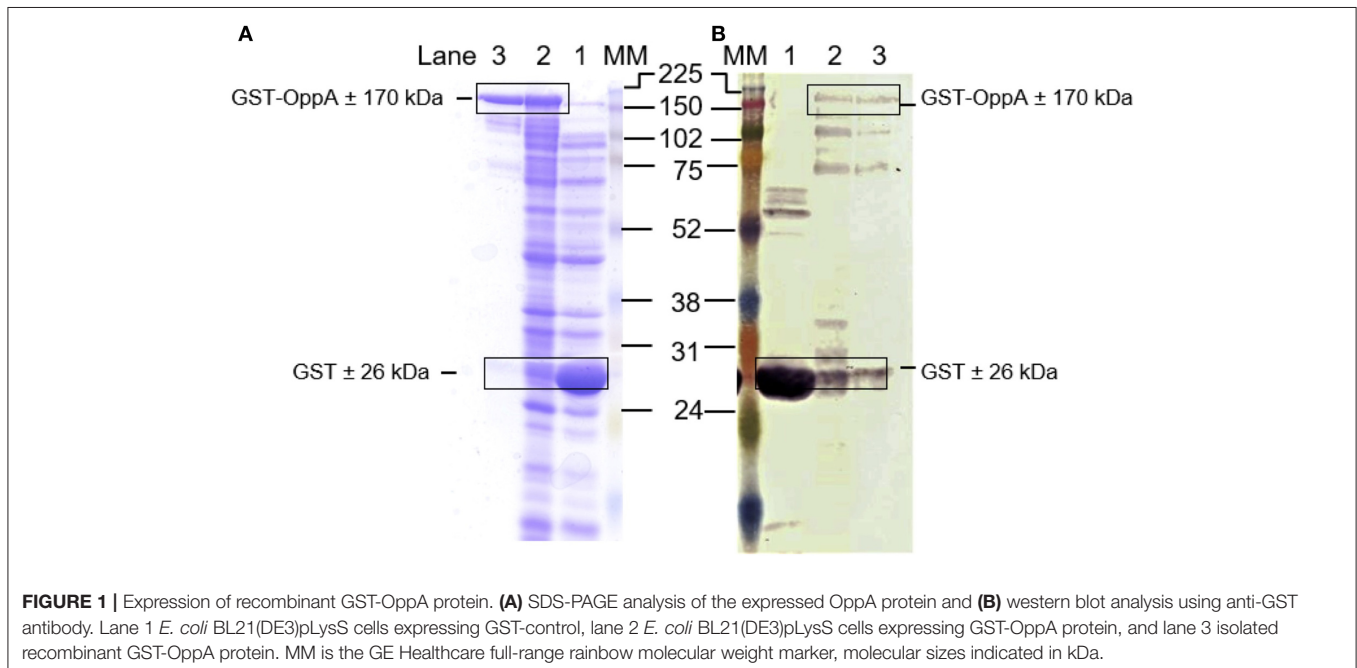 A
B
Lane 3 2 1 MM
MM 1 2 3
225
GST-OppA ± 170 kDa
GST-OppA ± 170 kDa
150
102
75
52
38
31
GST ± 26 kDa
GST ± 26 kDa
24
FIGURE 1 | Expression of recombinant GST-OppA protein. (A) SDS-PAGE analysis of the expressed OppA protein and (B) western blot analysis using anti-GST
antibody. Lane 1 E. coli BL21(DE3)pLysS cells expressing GST-control, lane 2 E. coli BL21(DE3)pLysS cells expressing GST-OppA protein, and lane 3 isolated
recombinant GST-OppA protein. MM is the GE Healthcare full-range rainbow molecular weight marker, molecular sizes indicated in kDa.